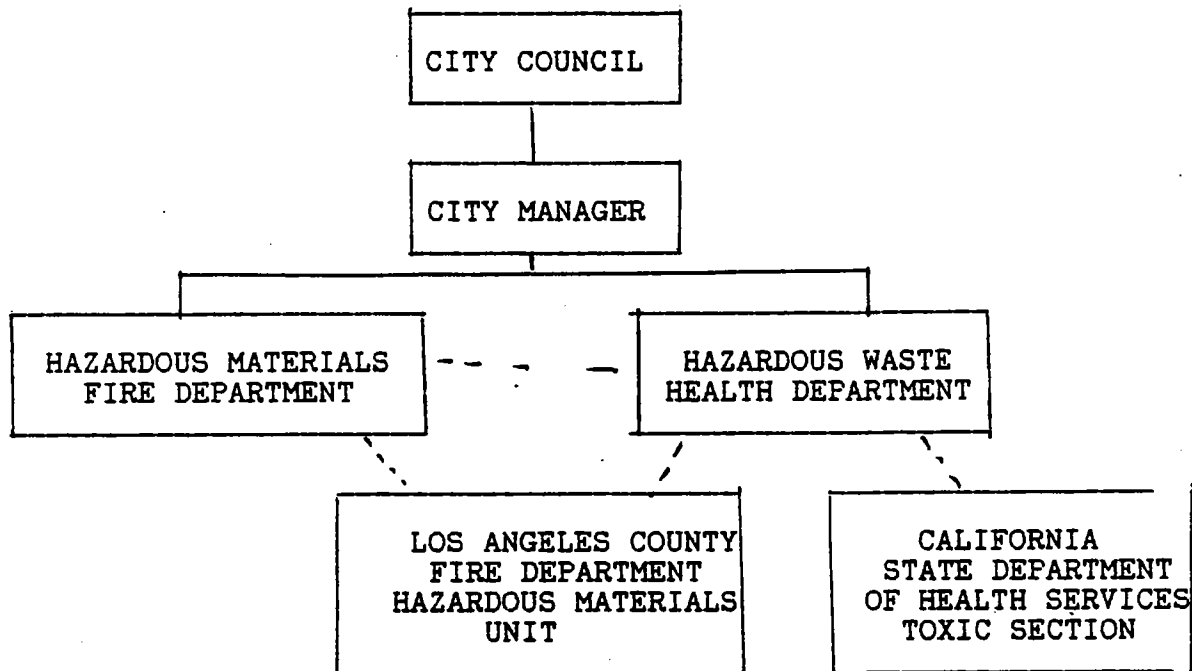 CITY COUNCIL
CITY MANAGER
HAZARDOUS MATERIALS
FIRE DEPARTMENT
HAZARDOUS WASTE
HEALTH DEPARTMENT
LOS ANGELES COUNTY
FIRE DEPARTMENT
HAZARDOUS MATERIALS
UNIT
CALIFORNIA
STATE DEPARTMENT
OF HEALTH SERVICES
TOXIC SECTION